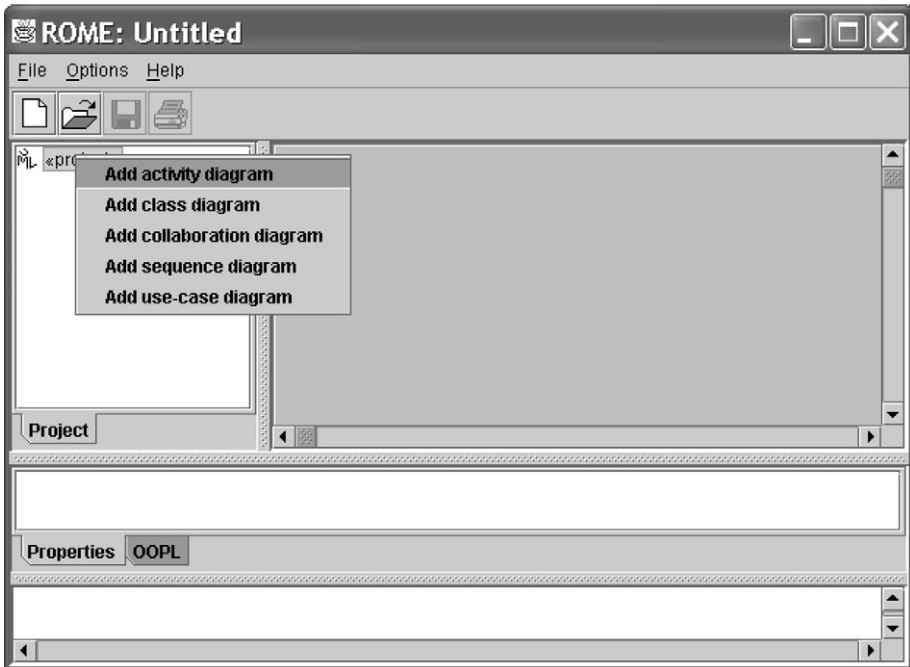 ROME: Untitled
File Options Help
Add activity diagram
Add class diagram
Add collaboration diagram
Add sequence diagram
Add use-case diagram
Project
Properties OOPL